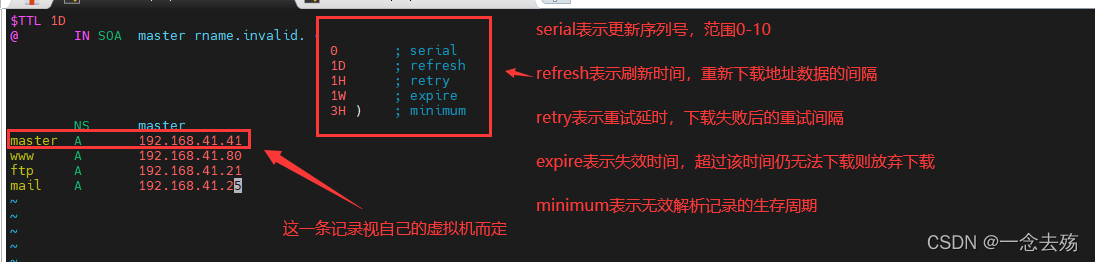 $TTL 1D
@ IN SOA master rname.invalid. (
0 ; serial
1D ; refresh
1H ; retry
1W ; expire
3H ) ; minimum
NS master
master A 192.168.41.41
www A 192.168.41.80
ftp A 192.168.41.21
mail A 192.168.41.25
~
~
~
~
~
serial表示更新序列号，范围0-10
refresh表示刷新时间，重新下载地址数据的间隔
retry表示重试延时，下载失败后的重试间隔
expire表示失效时间，超过该时间仍无法下载则放弃下载
minimum表示无效解析记录的生存周期
这一条记录视自己的虚拟机而定
CSDN @一念去殇